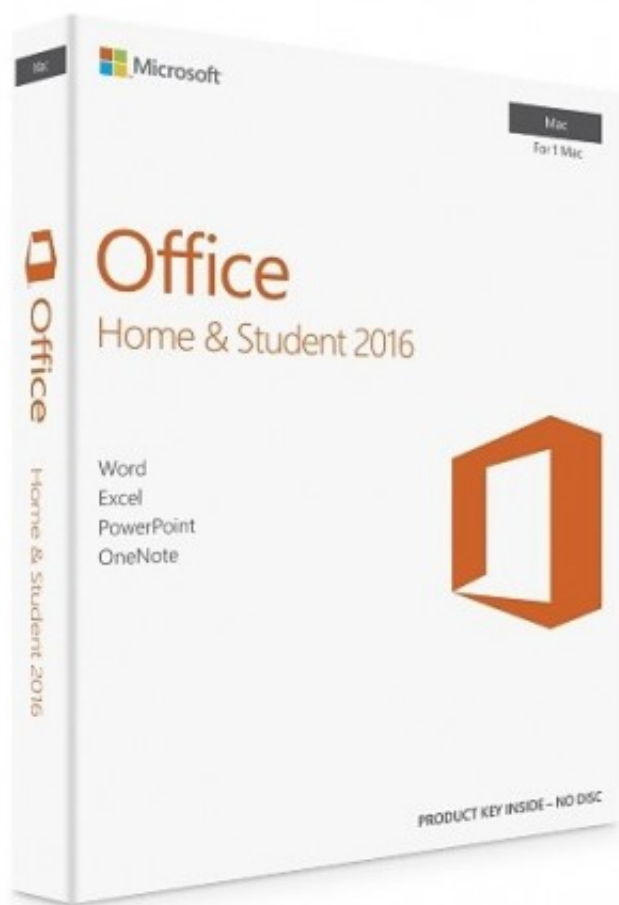 Mac
Microsoft
Mac
For 1 Mac
Office
Home & Student 2016
Word
Excel
PowerPoint
OneNote
PRODUCT KEY INSIDE – NO DISC
Office
Home & Student 2016